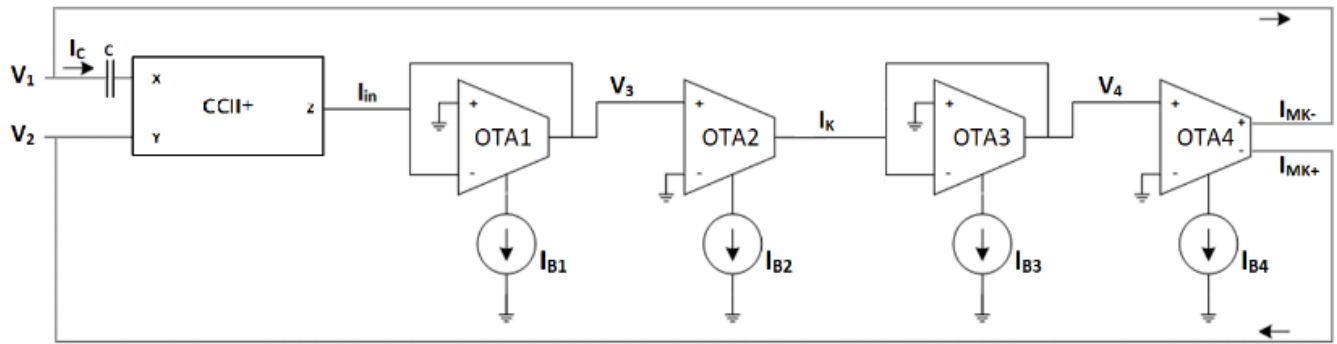 I_C C
V_1 X
CCII+ Z I_in
V_2 Y
+ OTA1 -
V_3
+ OTA2 -
I_K
+ OTA3 -
V_4
+ OTA4 -
+ I_MK-
- I_MK+
I_B1
I_B2
I_B3
I_B4